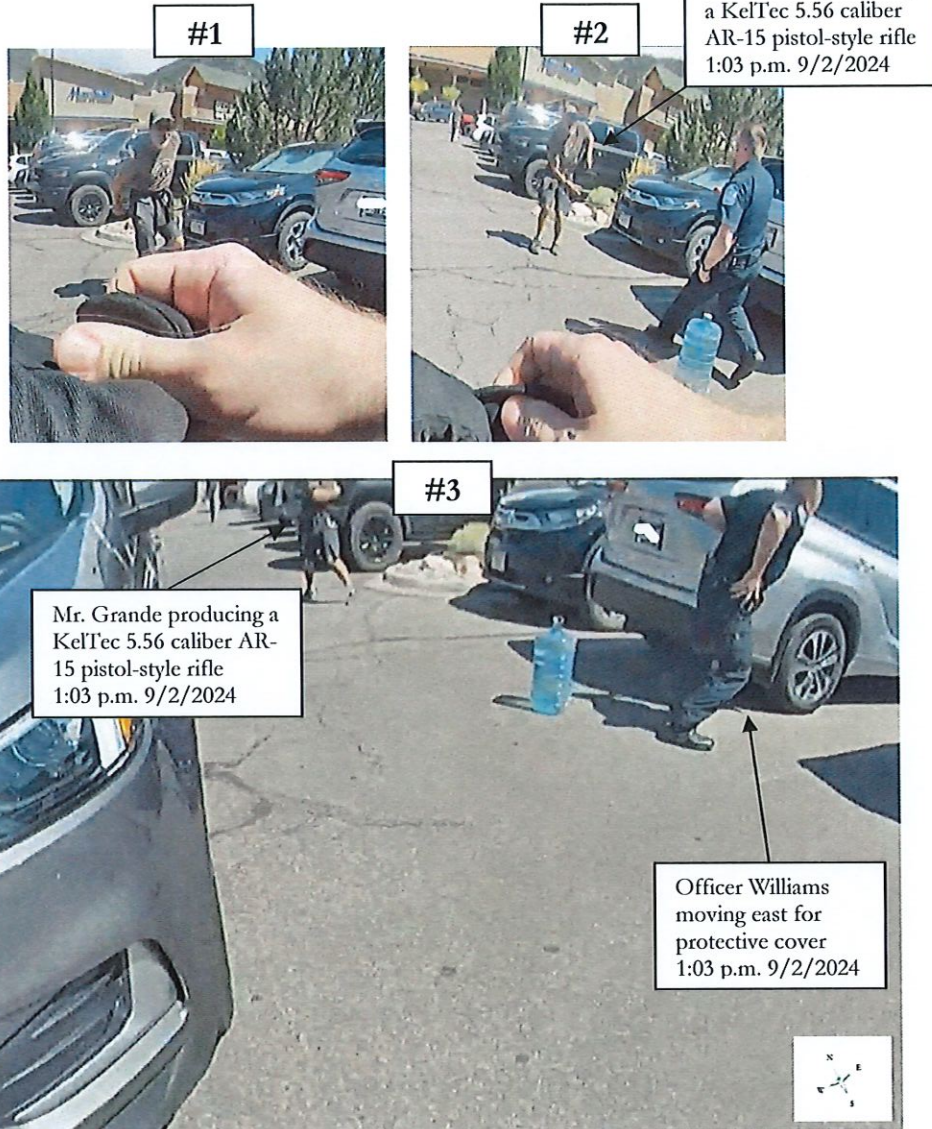 #1
#2
a KelTec 5.56 caliber
AR-15 pistol-style rifle
1:03 p.m. 9/2/2024
#3
Mr. Grande producing a
KelTec 5.56 caliber AR-
15 pistol-style rifle
1:03 p.m. 9/2/2024
Officer Williams
moving east for
protective cover
1:03 p.m. 9/2/2024
N
E
W
S